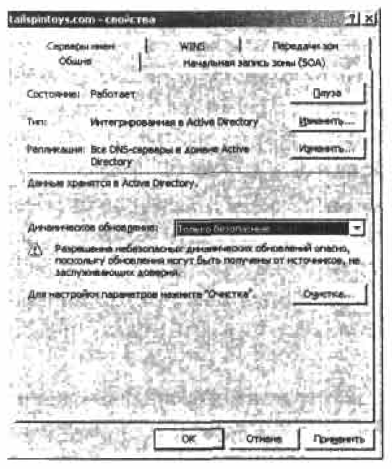 tailspintoys.com - свойства
Серверы имен
WINS
Передачи зон
Общие
Начальная запись зоны (SOA)
Состояние: Работает
Пауза
Тип: Интегрированная в Active Directory
Изменить...
Репликация: Все DNS-серверы в домене Active
Directory
Изменить...
Данные хранятся в Active Directory.
Динамическое обновление: Только безопасные
Разрешение небезопасных динамических обновлений опасно,
поскольку обновления могут быть получены от источников, не
заслуживающих доверия.
Для настройки параметров нажмите "Очистка".
Очистка...
OK
Отмена
Применить